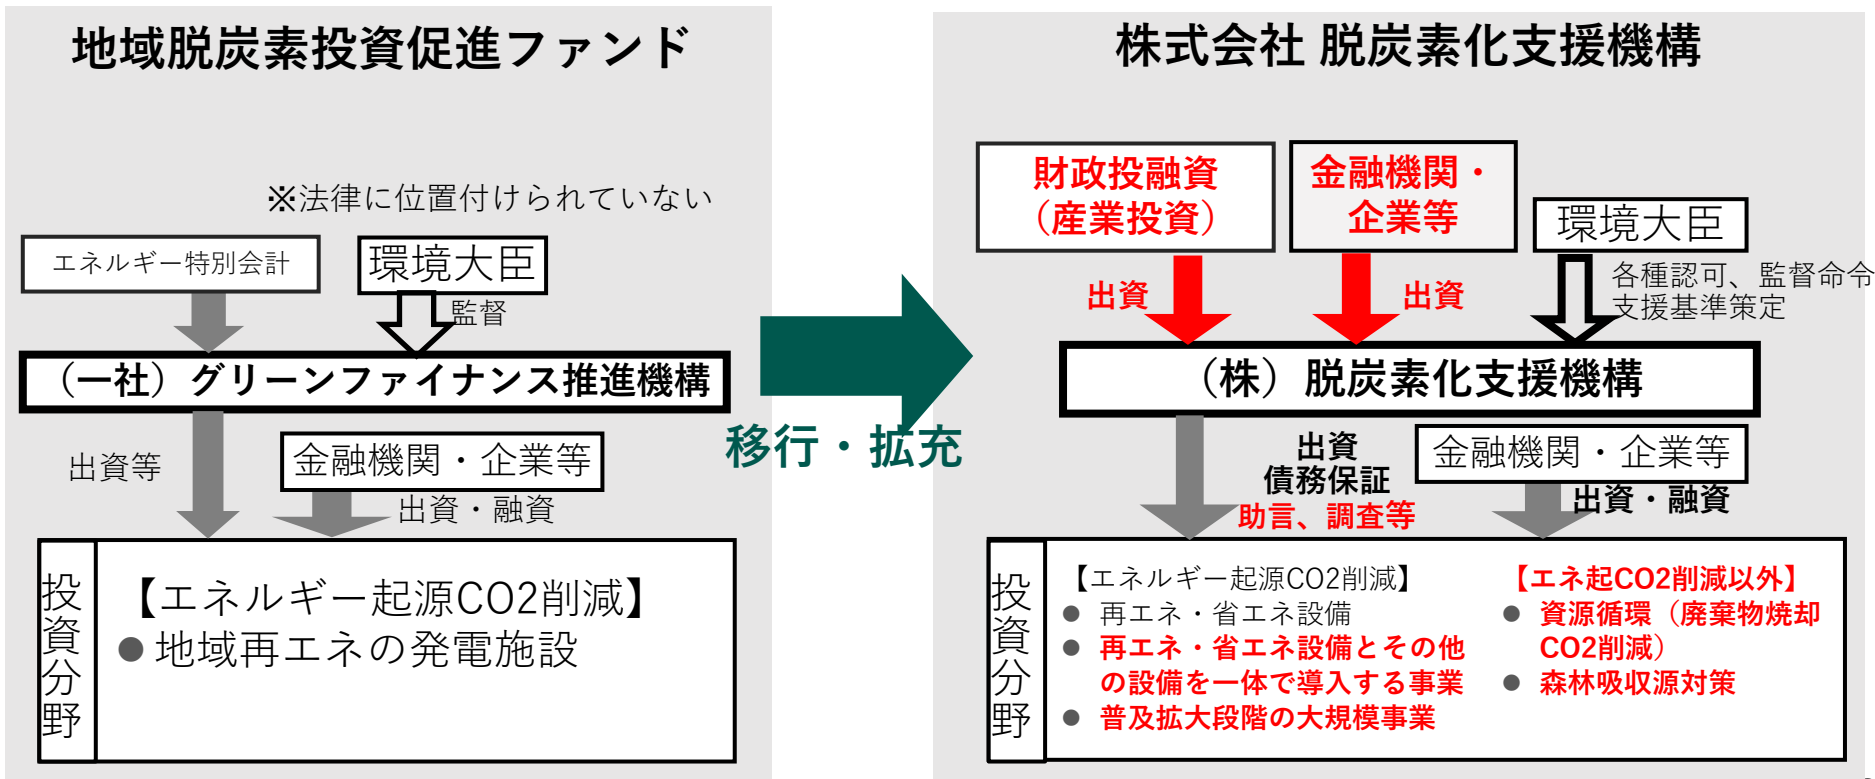 地域脱炭素投資促進ファンド
※法律に位置付けられていない
エネルギー特別会計
環境大臣
監督
（一社）グリーンファイナンス推進機構
出資等
金融機関・企業等
出資・融資
投資分野
【エネルギー起源CO2削減】
● 地域再エネの発電施設
移行・拡充
株式会社 脱炭素化支援機構
財政投融資
（産業投資）
金融機関・
企業等
環境大臣
出資
出資
各種認可、監督命令
支援基準策定
（株）脱炭素化支援機構
出資
債務保証
助言、調査等
金融機関・企業等
出資・融資
投資分野
【エネルギー起源CO2削減】
● 再エネ・省エネ設備
● 再エネ・省エネ設備とその他
の設備を一体で導入する事業
● 普及拡大段階の大規模事業
【エネ起CO2削減以外】
● 資源循環（廃棄物焼却
CO2削減）
● 森林吸収源対策